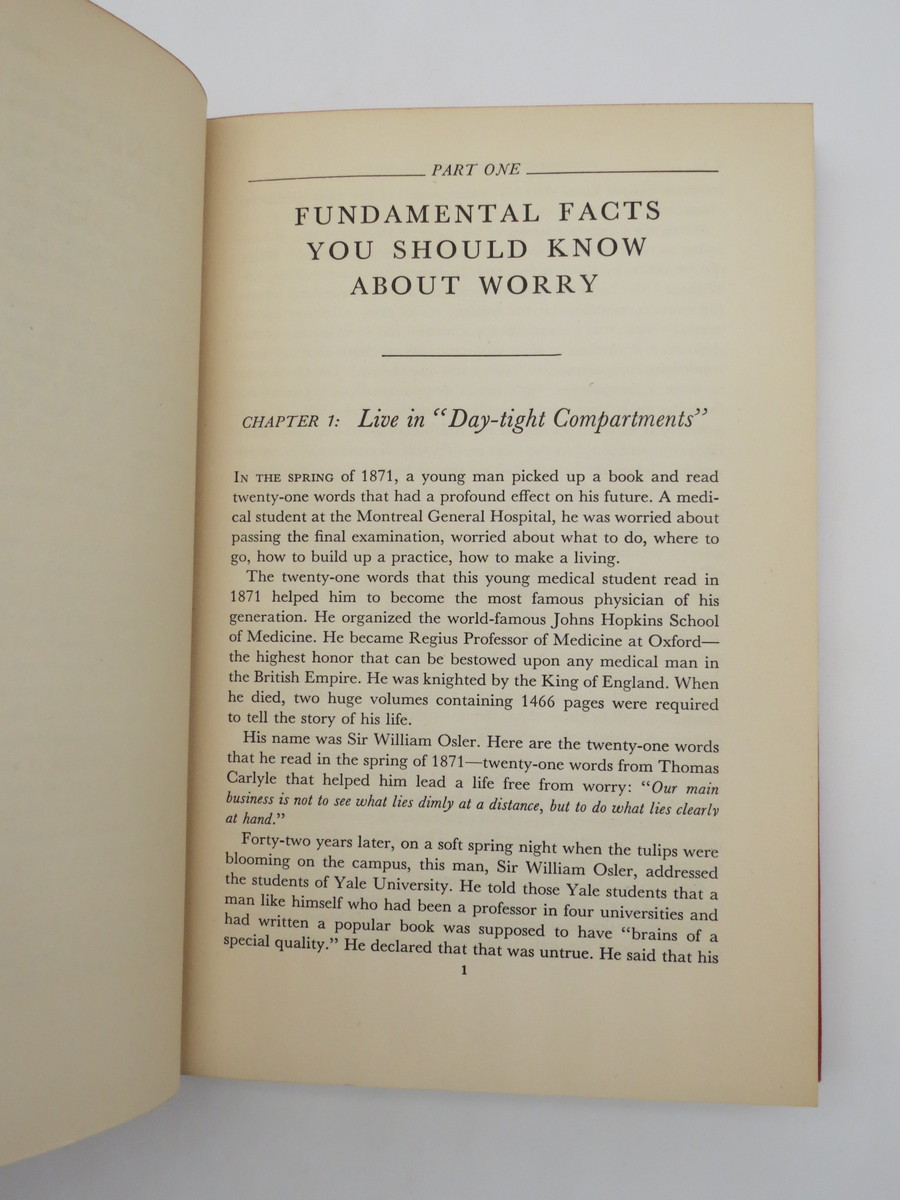 PART ONE
FUNDAMENTAL FACTS
YOU SHOULD KNOW
ABOUT WORRY
CHAPTER 1: Live in “Day-tight Compartments”
IN THE SPRING of 1871, a young man picked up a book and read
twenty-one words that had a profound effect on his future. A medi-
cal student at the Montreal General Hospital, he was worried about
passing the final examination, worried about what to do, where to
go, how to build up a practice, how to make a living.
The twenty-one words that this young medical student read in
1871 helped him to become the most famous physician of his
generation. He organized the world-famous Johns Hopkins School
of Medicine. He became Regius Professor of Medicine at Oxford—
the highest honor that can be bestowed upon any medical man in
the British Empire. He was knighted by the King of England. When
he died, two huge volumes containing 1466 pages were required
to tell the story of his life.
His name was Sir William Osler. Here are the twenty-one words
that he read in the spring of 1871—twenty-one words from Thomas
Carlyle that helped him lead a life free from worry: “Our main
business is not to see what lies dimly at a distance, but to do what lies clearly
at hand.”
Forty-two years later, on a soft spring night when the tulips were
blooming on the campus, this man, Sir William Osler, addressed
the students of Yale University. He told those Yale students that a
man like himself who had been a professor in four universities and
had written a popular book was supposed to have “brains of a
special quality.” He declared that that was untrue. He said that his
1